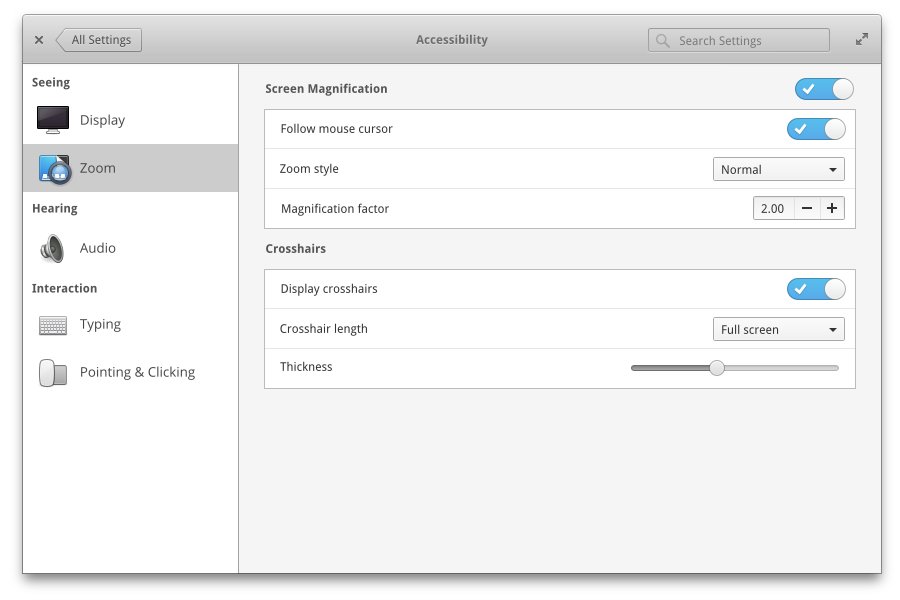 All Settings
Accessibility
Search Settings
Seeing
Display
Zoom
Hearing
Audio
Interaction
Typing
Pointing & Clicking
Screen Magnification
Follow mouse cursor
Zoom style
Normal
Magnification factor
2.00
Crosshairs
Display crosshairs
Crosshair length
Full screen
Thickness